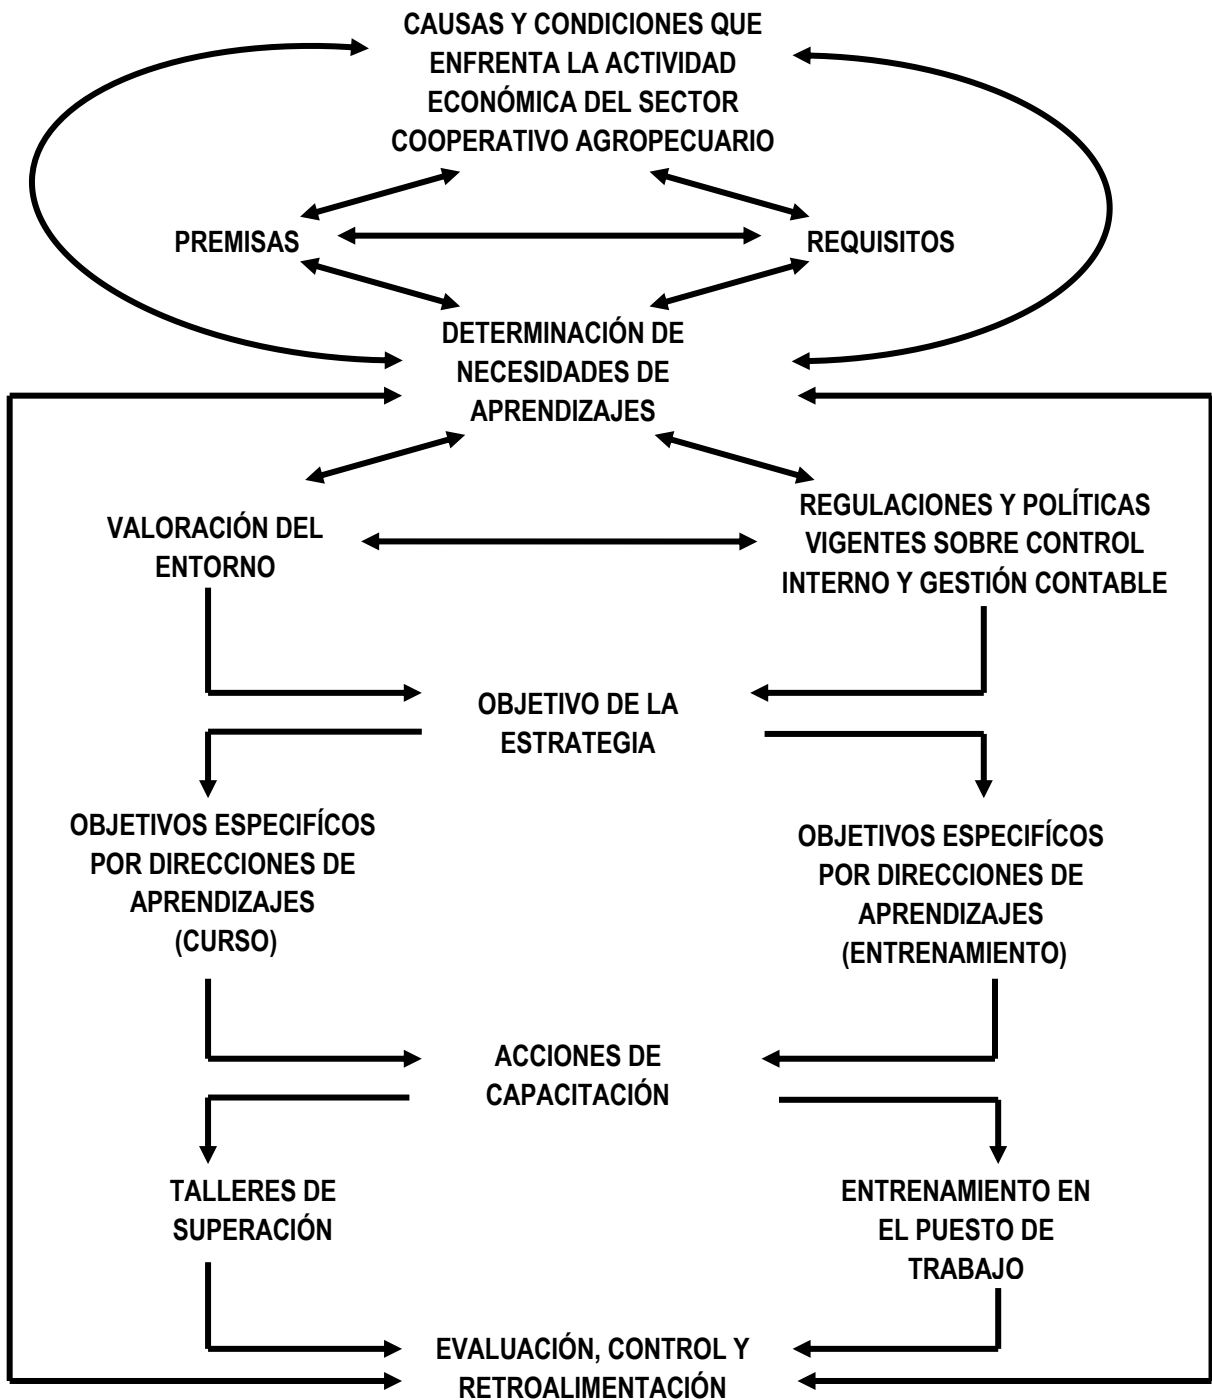 CAUSAS Y CONDICIONES QUE
ENFRENTA LA ACTIVIDAD
ECONÓMICA DEL SECTOR
COOPERATIVO AGROPECUARIO
PREMISAS
REQUISITOS
DETERMINACIÓN DE
NECESIDADES DE
APRENDIZAJES
VALORACIÓN DEL
ENTORNO
REGULACIONES Y POLÍTICAS
VIGENTES SOBRE CONTROL
INTERNO Y GESTIÓN CONTABLE
OBJETIVO DE LA
ESTRATEGIA
OBJETIVOS ESPECIFÍCOS
POR DIRECCIONES DE
APRENDIZAJES
(CURSO)
OBJETIVOS ESPECIFÍCOS
POR DIRECCIONES DE
APRENDIZAJES
(ENTRENAMIENTO)
ACCIONES DE
CAPACITACIÓN
TALLERES DE
SUPERACIÓN
ENTRENAMIENTO EN
EL PUESTO DE
TRABAJO
EVALUACIÓN, CONTROL Y
RETROALIMENTACIÓN